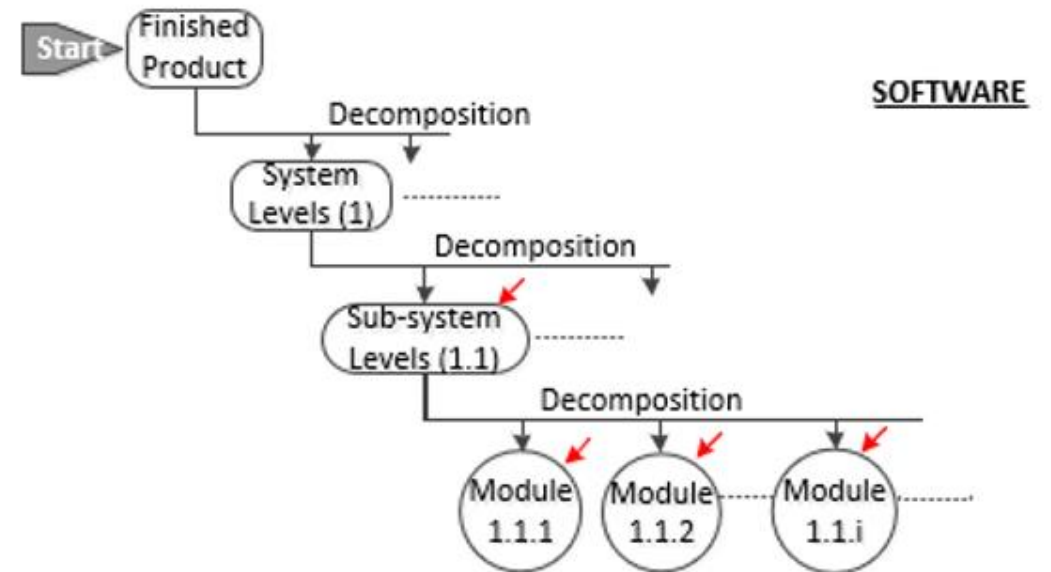 Start
Finished
Product
SOFTWARE
Decomposition
System
Levels (1)
Decomposition
Sub-system
Levels (1.1)
Decomposition
Module
1.1.1
Module
1.1.2
Module
1.1.i